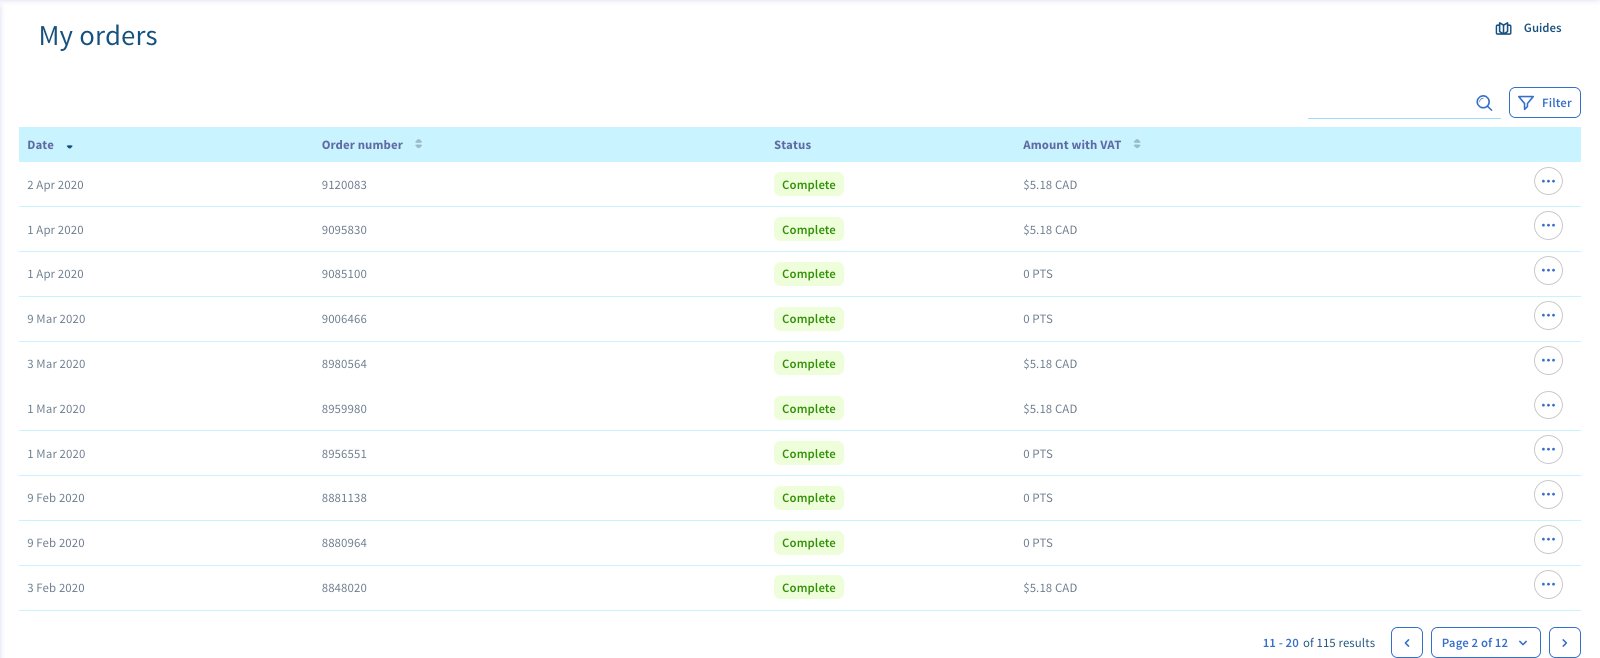 My orders
Guides
Filter
Date Order number Status Amount with VAT
2 Apr 2020 9120083 Complete $5.18 CAD
1 Apr 2020 9095830 Complete $5.18 CAD
1 Apr 2020 9085100 Complete 0 PTS
9 Mar 2020 9006466 Complete 0 PTS
3 Mar 2020 8980564 Complete $5.18 CAD
1 Mar 2020 8959980 Complete $5.18 CAD
1 Mar 2020 8956551 Complete 0 PTS
9 Feb 2020 8881138 Complete 0 PTS
9 Feb 2020 8880964 Complete 0 PTS
3 Feb 2020 8848020 Complete $5.18 CAD
11 - 20 of 115 results Page 2 of 12